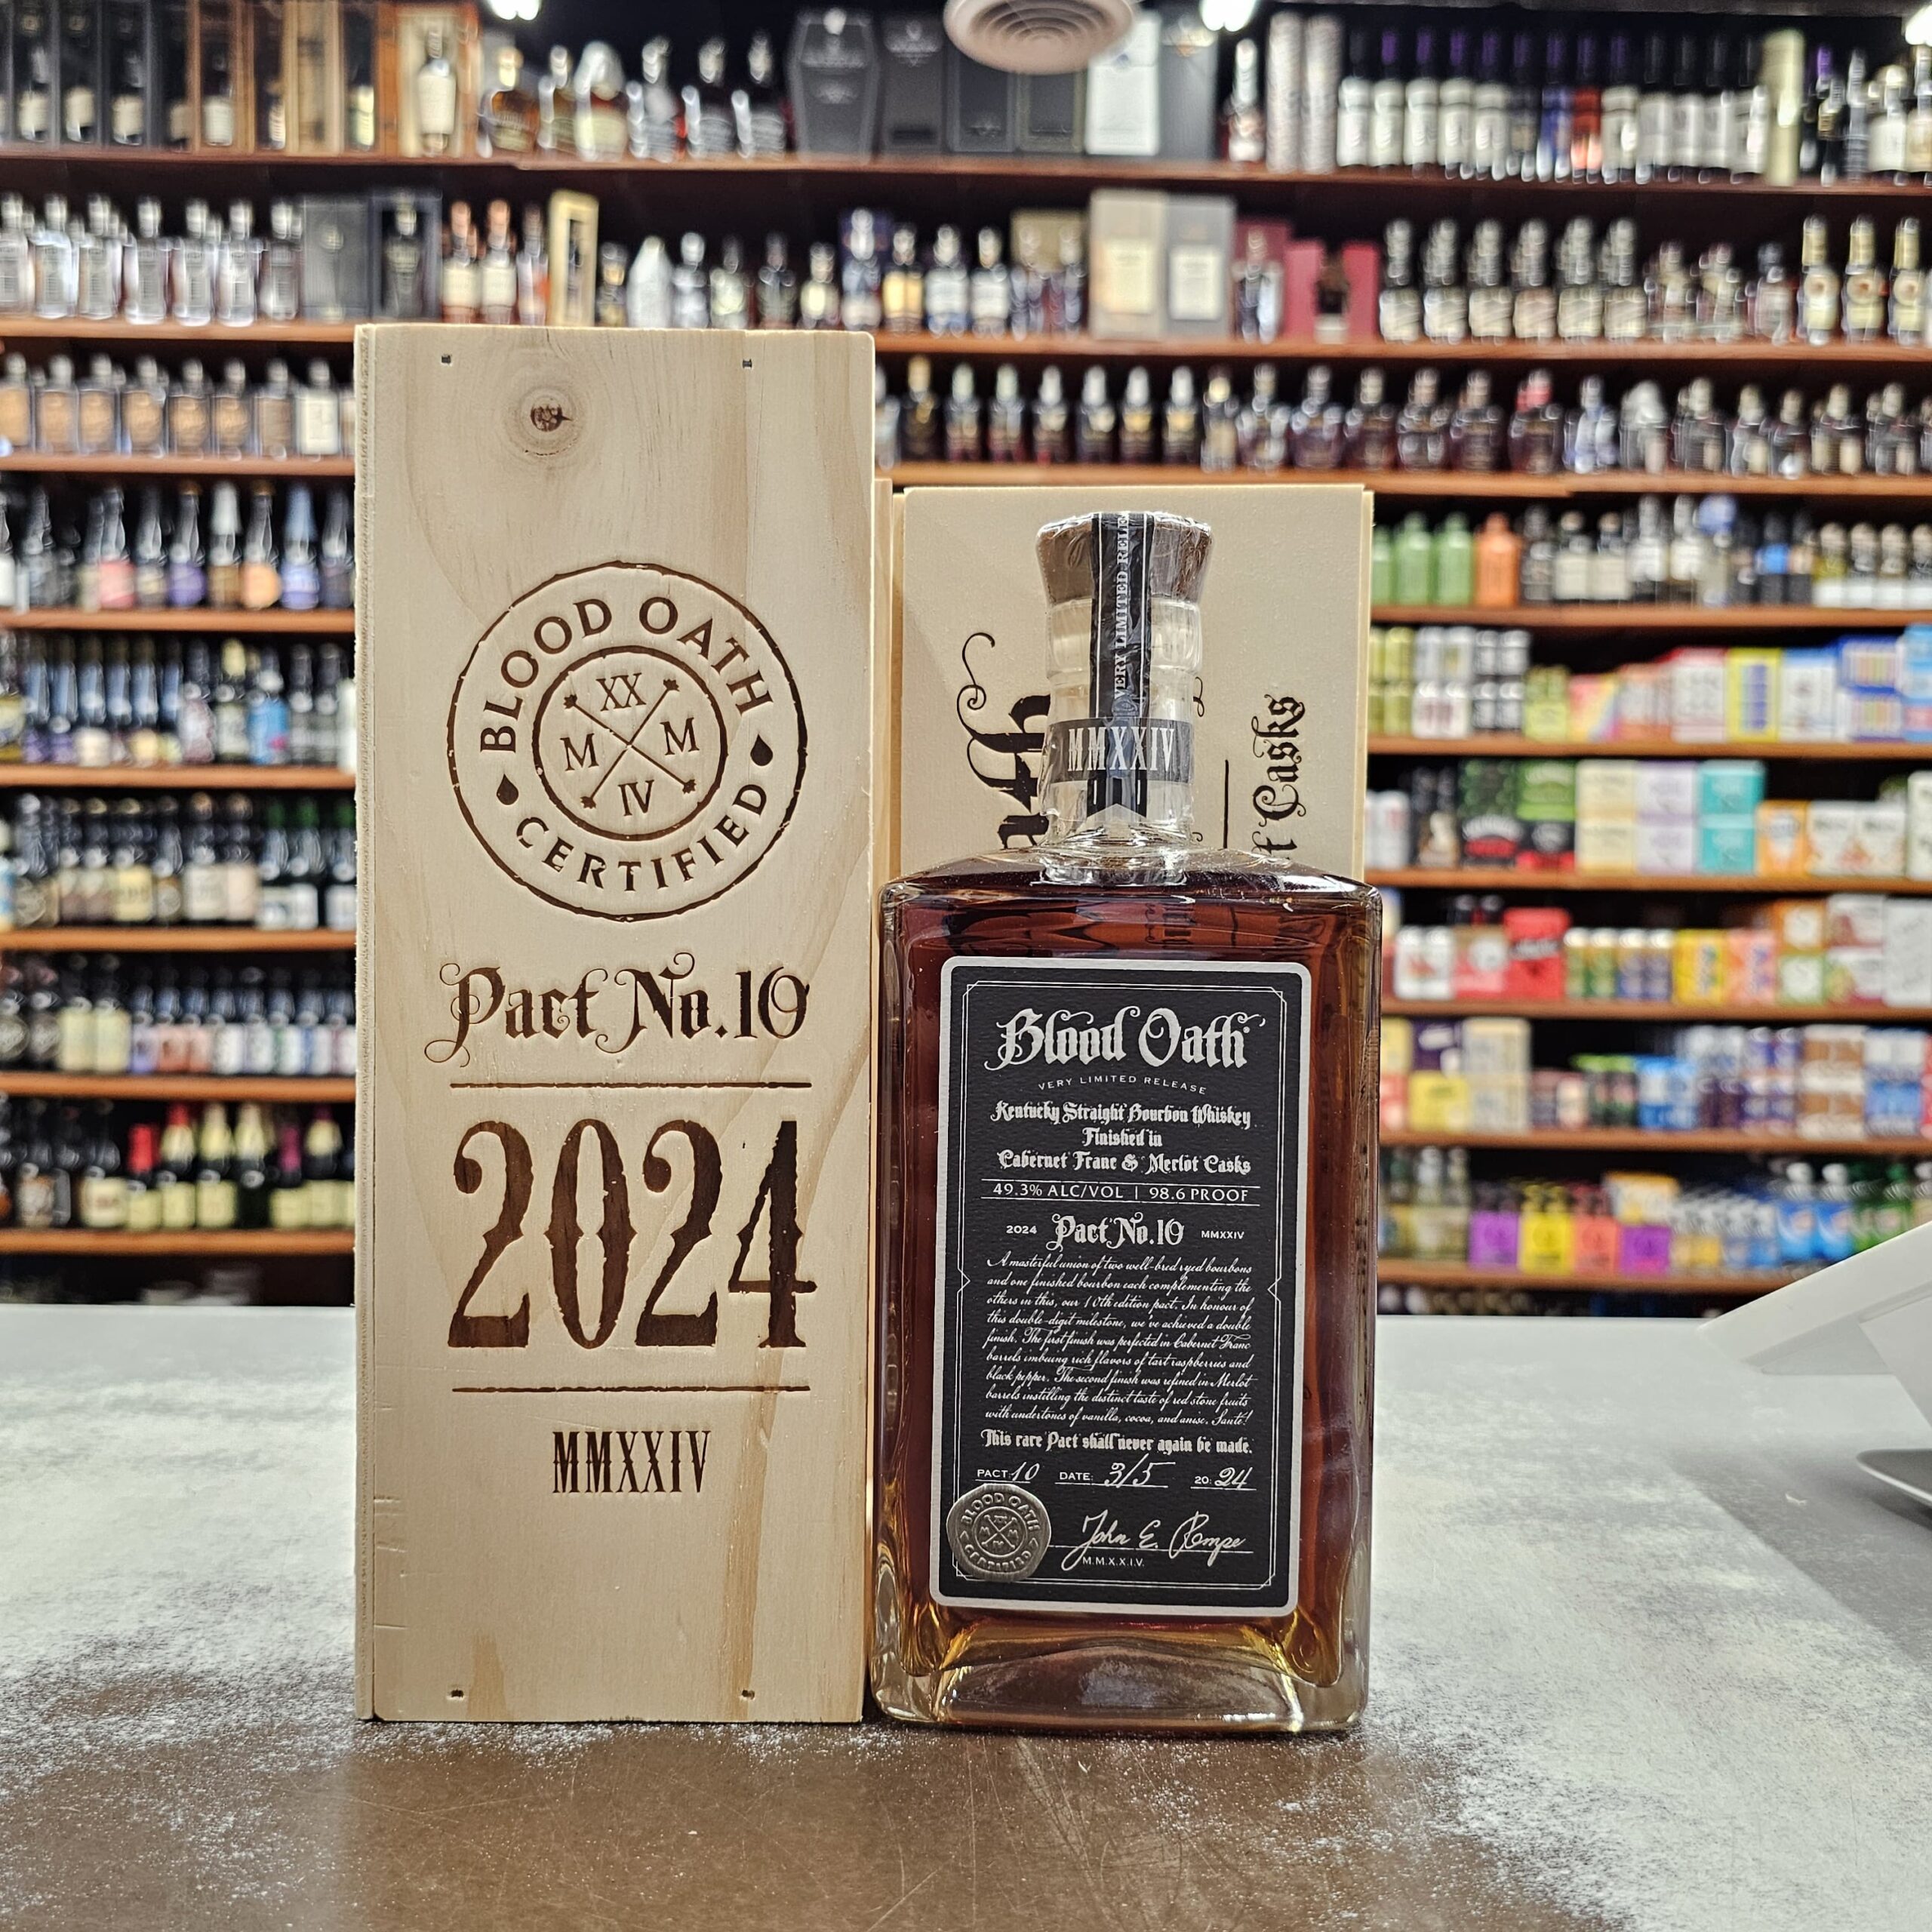 BLOOD OATH
XX
M M
IV
CERTIFIED
Pact No.10
2024
MMXXIV
Casks
VERY LIMITED RELE
MMXXIV
Blood Oath
VERY LIMITED RELEASE
Kentucky Straight Bourbon Whiskey
Finished in
Cabernet Franc & Merlot Casks
49.3% ALC/VOL | 98.6 PROOF
2024 Pact No.10 MMXXIV
A masterful union of two well-bred ryed bourbons
and one finished bourbon each complementing the
others in this, our 10th edition pact. In honour of
this double-digit milestone, we've achieved a double
finish. The first finish was perfected in Cabernet Franc
barrels imbuing rich flavors of tart raspberries and
black pepper. The second finish was refined in Merlot
barrels instilling the distinct taste of red stone fruits
with undertones of vanilla, cocoa, and anise. Santé!
This rare Pact shall never again be made.
PACT: 10 DATE: 3/5 20: 24
BLOOD OATH
XX
M M
IV
CERTIFIED
John E. Rempe
M.M.X.X.I.V.